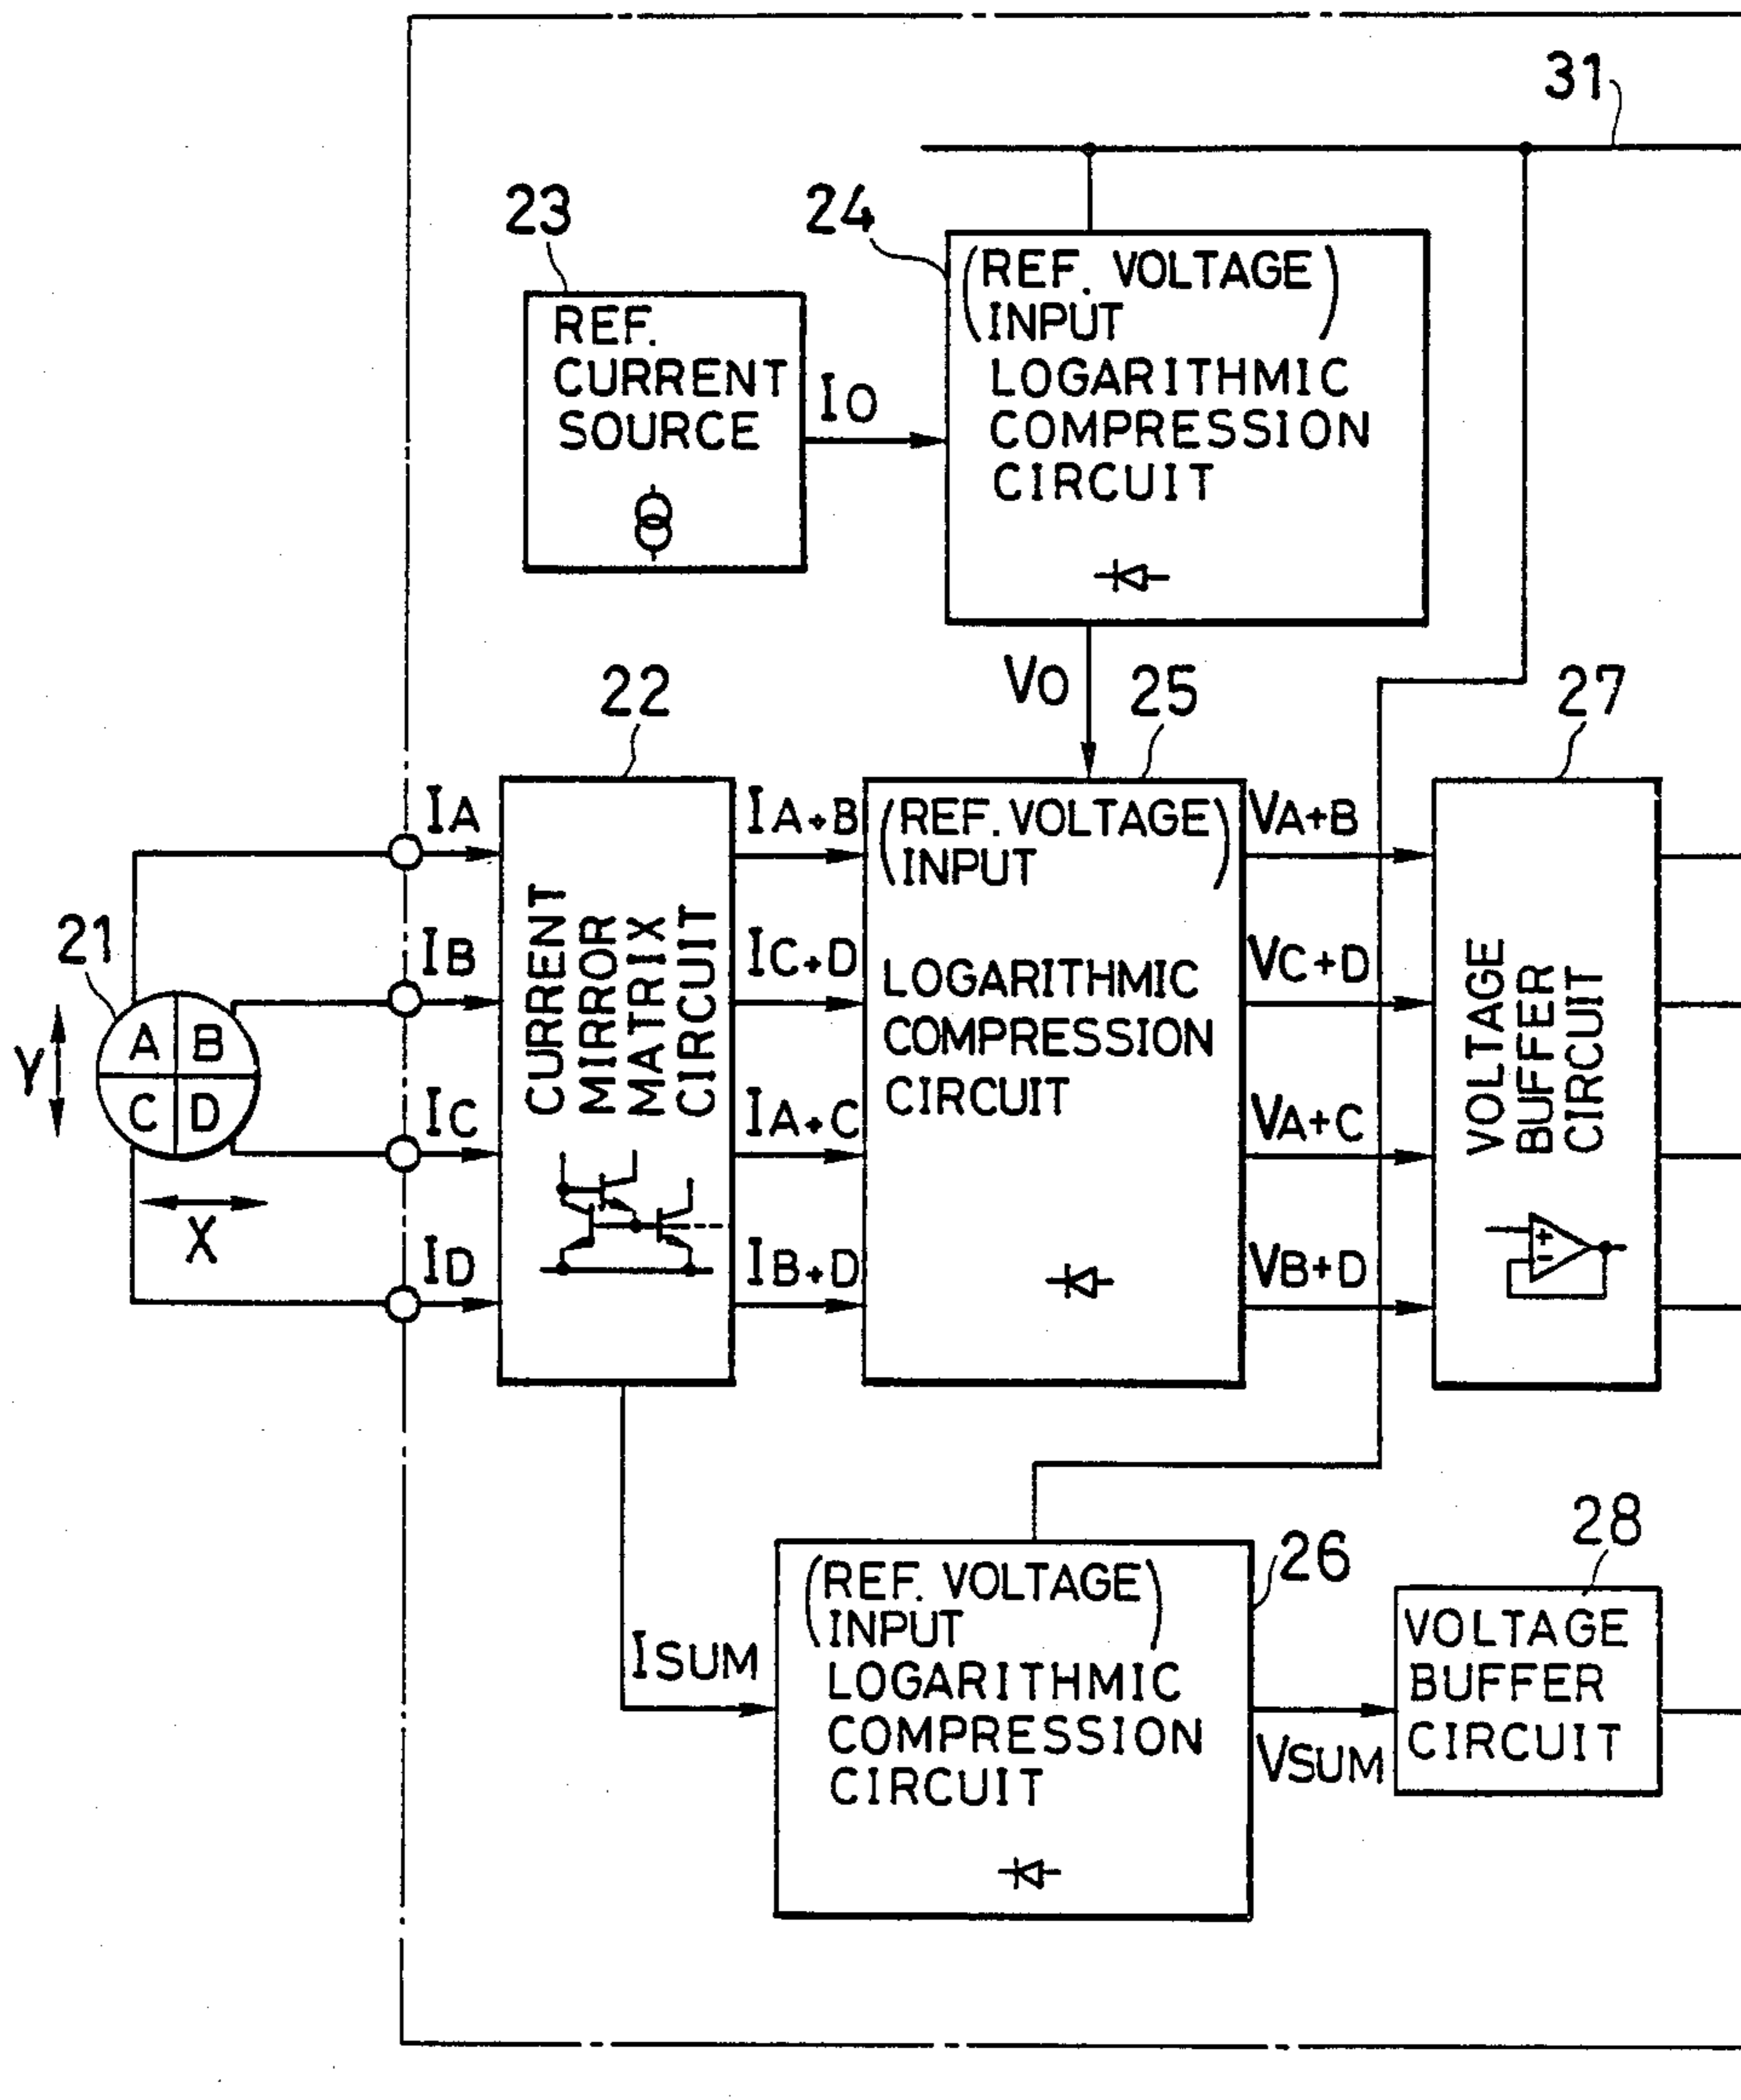 31
23
24
REF.
CURRENT
SOURCE
IO
(REF. VOLTAGE)
INPUT
LOGARITHMIC
COMPRESSION
CIRCUIT
22
VO
25
27
IA
IB
IC
ID
21
A B
C D
Y
X
CURRENT
MIRROR
MATRIX
CIRCUIT
IA+B
IC+D
IA+C
IB+D
(REF. VOLTAGE)
INPUT
LOGARITHMIC
COMPRESSION
CIRCUIT
VA+B
VC+D
VA+C
VB+D
VOLTAGE
BUFFER
CIRCUIT
+
-
ISUM
26
(REF. VOLTAGE)
INPUT
LOGARITHMIC
COMPRESSION
CIRCUIT
VSUM
28
VOLTAGE
BUFFER
CIRCUIT